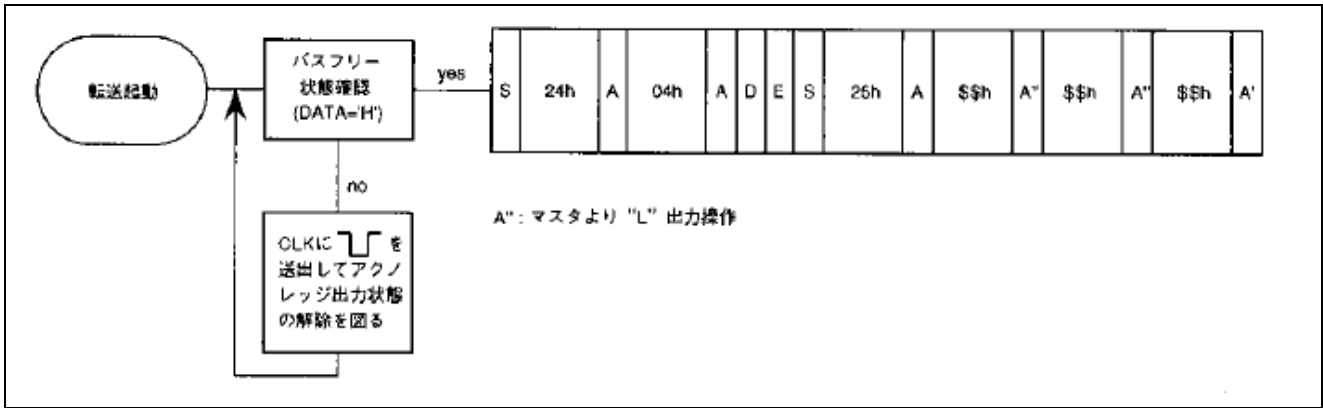 転送起動
バスフリー
状態確認
(DATA='H')
yes
no
CLKに を
送出してアクノ
レッジ出力状態
の解除を図る
S 24h A 04h A D E S 25h A $$h A" $$h A" $$h A'
A" : マスタより "L" 出力操作